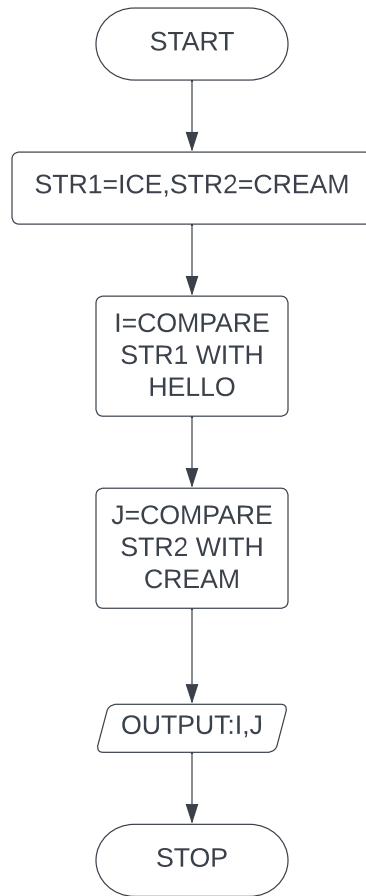 START
STR1=ICE,STR2=CREAM
I=COMPARE
STR1 WITH
HELLO
J=COMPARE
STR2 WITH
CREAM
OUTPUT:I,J
STOP